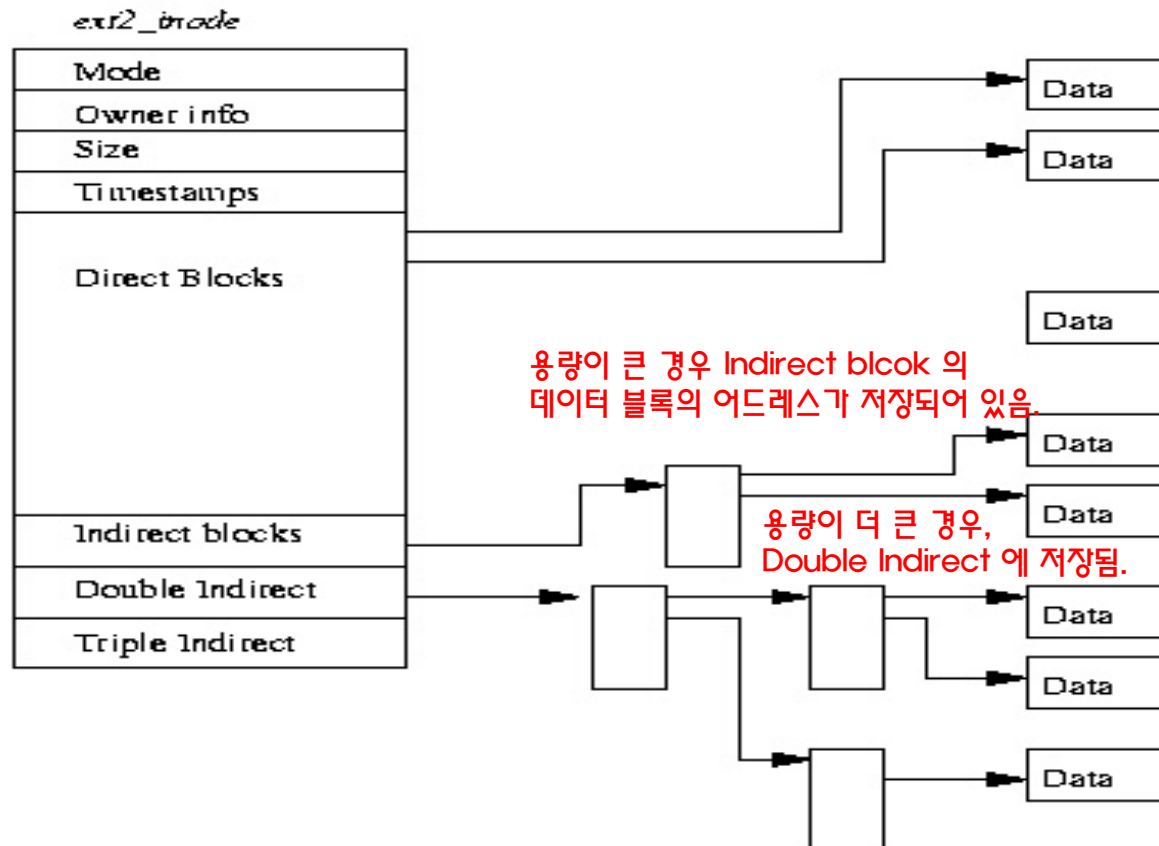 ext2_inode
Mode
Owner info
Size
Timestamps
Direct Blocks
Indirect blocks
Double Indirect
Triple Indirect
Data
Data
Data
용량이 큰 경우 Indirect blcok 의
데이터 블록의 어드레스가 저장되어 있음.
Data
Data
용량이 더 큰 경우,
Double Indirect 에 저장됨.
Data
Data
Data